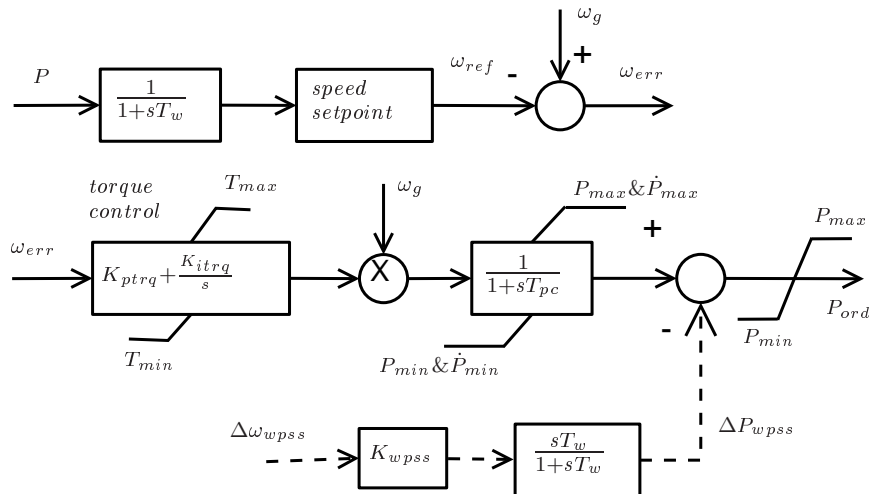 P
1
1+sT_w
speed
setpoint
ω_ref
-
ω_g
+
ω_err
torque
control
T_max
ω_err
K_ptrq + K_itrq
s
T_min
ω_g
X
P_max & Ṗ_max
1
1+sT_pc
P_min & Ṗ_min
+
-
P_max
P_min
P_ord
Δω_wpss
K_wpss
sT_w
1+sT_w
ΔP_wpss